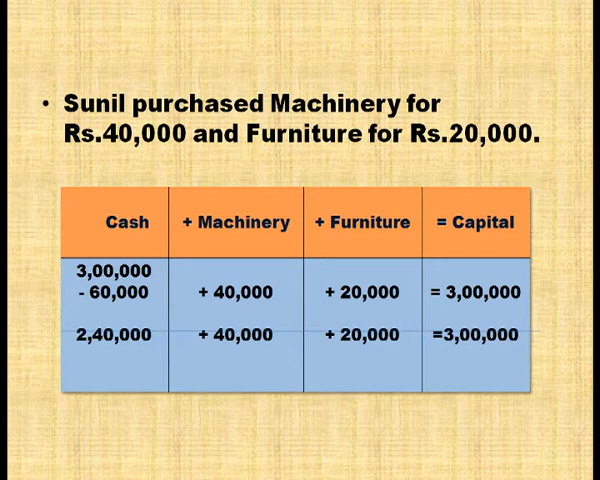 • Sunil purchased Machinery for
Rs.40,000 and Furniture for Rs.20,000.
Cash + Machinery + Furniture = Capital
3,00,000
- 60,000 + 40,000 + 20,000 = 3,00,000
2,40,000 + 40,000 + 20,000 =3,00,000